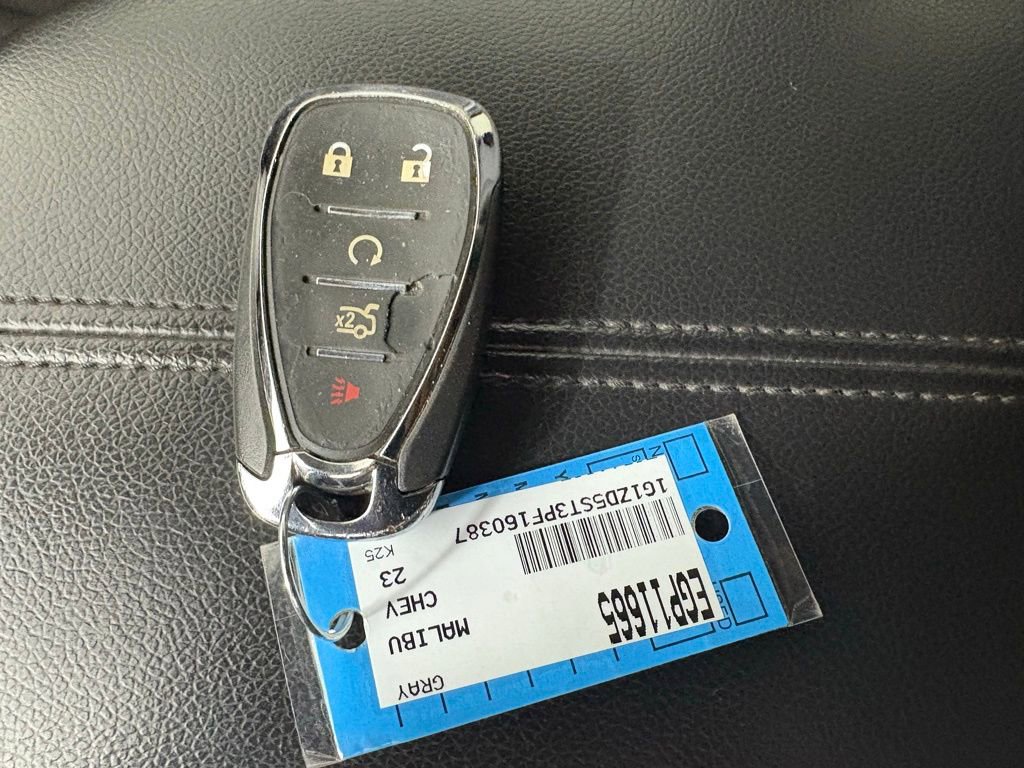 x2
EGP11665
GRAY
MALIBU
CHEV
23
K25
1G1ZD5ST3PF160387